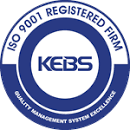 ISO 9001 REGISTERED FIRM
KEBS
QUALITY MANAGEMENT SYSTEM EXCELLENCE